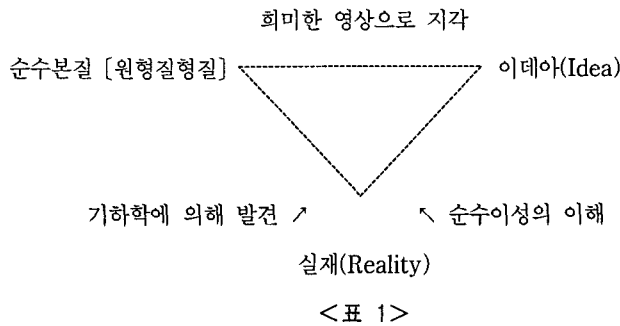 희미한 영상으로 지각
순수본질 [원형질형질] 이데아(Idea)
기하학에 의해 발견 ↗ ↖ 순수이성의 이해
실재(Reality)
<표 1>